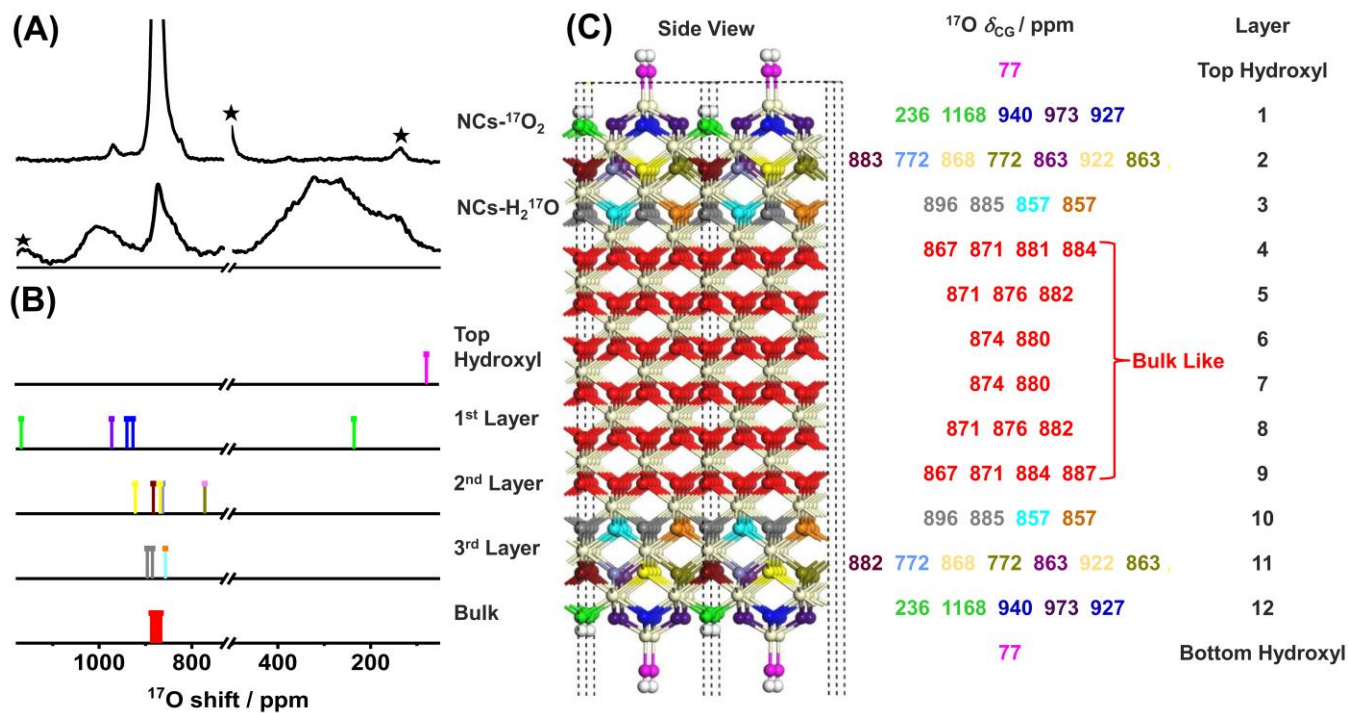 (A)
NCs-¹⁷O₂
NCs-H₂¹⁷O
(B)
Top
Hydroxyl
1st Layer
2nd Layer
3rd Layer
Bulk
1000 800 400 200
¹⁷O shift / ppm
(C) Side View ¹⁷O δCG / ppm Layer
77 Top Hydroxyl
236 1168 940 973 927 1
883 772 868 772 863 922 863 2
896 885 857 857 3
867 871 881 884 4
871 876 882 5
874 880 6
Bulk Like
874 880 7
871 876 882 8
867 871 884 887 9
896 885 857 857 10
882 772 868 772 863 922 863 11
236 1168 940 973 927 12
77 Bottom Hydroxyl